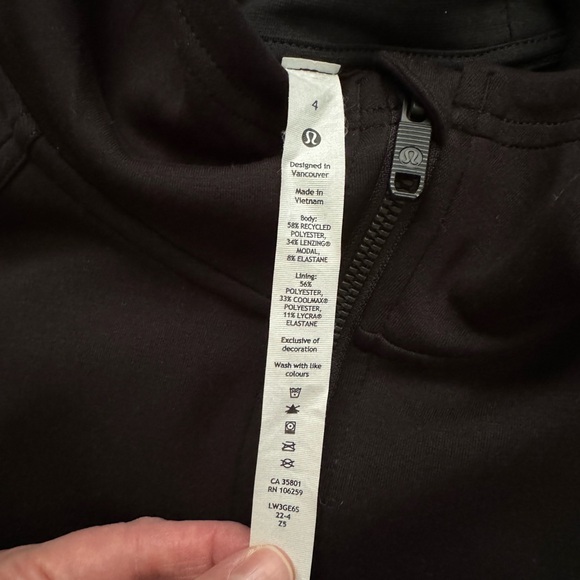 4
Designed in
Vancouver
Made in
Vietnam
Body:
58% RECYCLED
POLYESTER,
34% LENZING®
MODAL,
8% ELASTANE
Lining:
56%
POLYESTER,
33% COOLMAX®
POLYESTER,
11% LYCRA®
ELASTANE
Exclusive of
decoration
Wash with like
colours
CA 35801
RN 106259
LW3GE6S
22-4
Z5